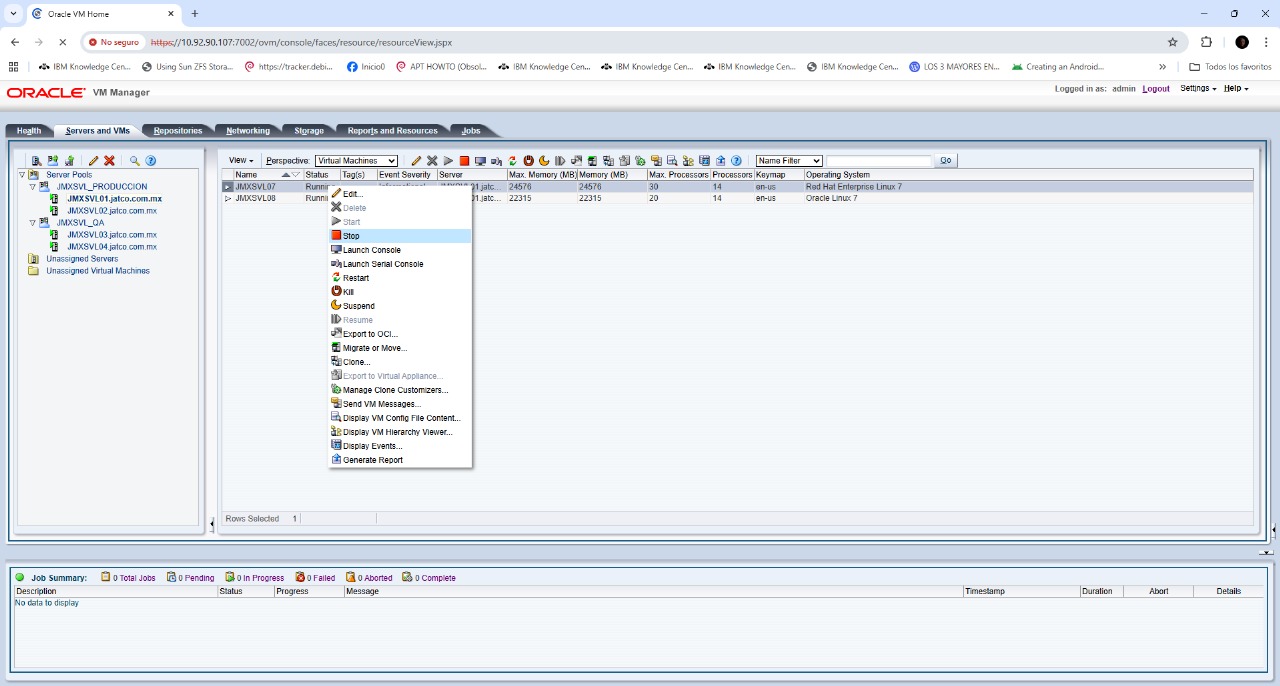 Oracle VM Home
No seguro https://10.92.90.107:7002/ovm/console/faces/resource/resourceView.jspx
IBM Knowledge Cen... Using Sun ZFS Stora... https://tracker.debi... Inicio0 APT HOWTO (Obsol... IBM Knowledge Cen... IBM Knowledge Cen... IBM Knowledge Cen... IBM Knowledge Cen... LOS 3 MAYORES EN... Creating an Android... » Todos los favoritos
ORACLE VM Manager
Logged in as: admin Logout Settings Help
Health Servers and VMs Repositories Networking Storage Reports and Resources Jobs
Server Pools
JMXSVL_PRODUCCION
JMXSVL01.jatco.com.mx
JMXSVL02.jatco.com.mx
JMXSVL_QA
JMXSVL03.jatco.com.mx
JMXSVL04.jatco.com.mx
Unassigned Servers
Unassigned Virtual Machines
View Perspective: Virtual Machines Name Filter Go
Name Status Tag(s) Event Severity Server Max. Memory (MB) Memory (MB) Max. Processors Processors Keymap Operating System
JMXSVL07 Runnin 24576 24576 30 14 en-us Red Hat Enterprise Linux 7
JMXSVL08 Runnin 01.jatc... 22315 22315 20 14 en-us Oracle Linux 7
Edit...
Delete
Start
Stop
Launch Console
Launch Serial Console
Restart
Kill
Suspend
Resume
Export to OCI...
Migrate or Move...
Clone...
Export to Virtual Appliance...
Manage Clone Customizers...
Send VM Messages...
Display VM Config File Content...
Display VM Hierarchy Viewer...
Display Events...
Generate Report
Rows Selected 1
Job Summary: 0 Total Jobs 0 Pending 0 In Progress 0 Failed 0 Aborted 0 Complete
Description Status Progress Message Timestamp Duration Abort Details
No data to display